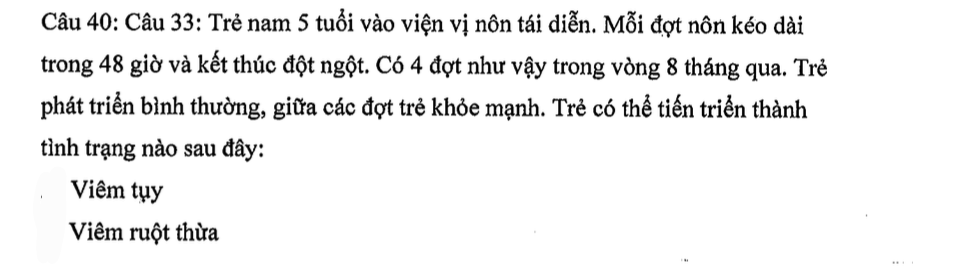 Câu 40: Câu 33: Trẻ nam 5 tuổi vào viện vị nôn tái diễn. Mỗi đợt nôn kéo dài
trong 48 giờ và kết thúc đột ngột. Có 4 đợt như vậy trong vòng 8 tháng qua. Trẻ
phát triển bình thường, giữa các đợt trẻ khỏe mạnh. Trẻ có thể tiến triển thành
tình trạng nào sau đây:
Viêm tụy
Viêm ruột thừa